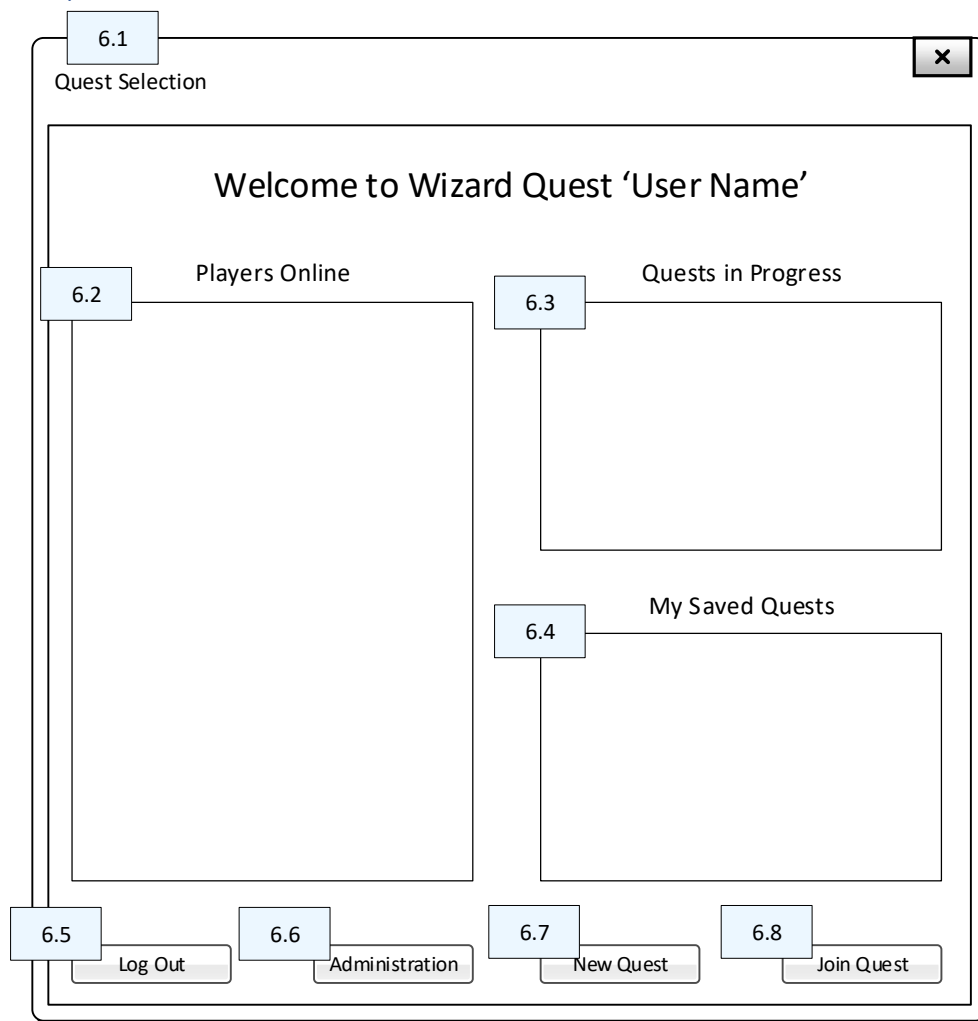 6.1
Quest Selection
Welcome to Wizard Quest ‘User Name’
Players Online
6.2
Quests in Progress
6.3
My Saved Quests
6.4
6.5
Log Out
6.6
Administration
6.7
New Quest
6.8
Join Quest